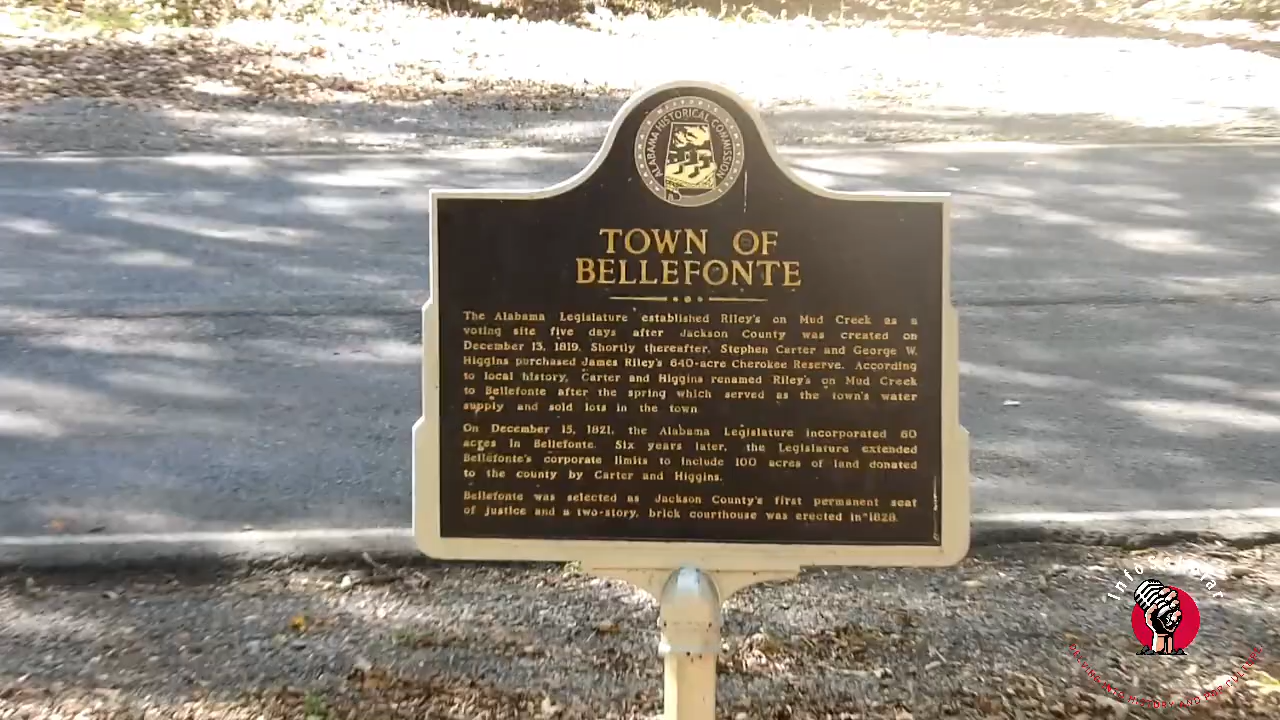 ALABAMA HISTORICAL COMMISSION
TOWN OF
BELLEFONTE
The Alabama Legislature established Riley's on Mud Creek as a
voting site five days after Jackson County was created on
December 13, 1819. Shortly thereafter, Stephen Carter and George W.
Higgins purchased James Riley's 640-acre Cherokee Reserve. According
to local history, Carter and Higgins renamed Riley's on Mud Creek
to Bellefonte after the spring which served as the town's water
supply and sold lots in the town.
On December 15, 1821, the Alabama Legislature incorporated 60
acres in Bellefonte. Six years later, the Legislature extended
Bellefonte's corporate limits to include 100 acres of land donated
to the county by Carter and Higgins.
Bellefonte was selected as Jackson County's first permanent seat
of justice and a two-story, brick courthouse was erected in 1828.
DELVING INTO HISTORY AND POP CULTURE